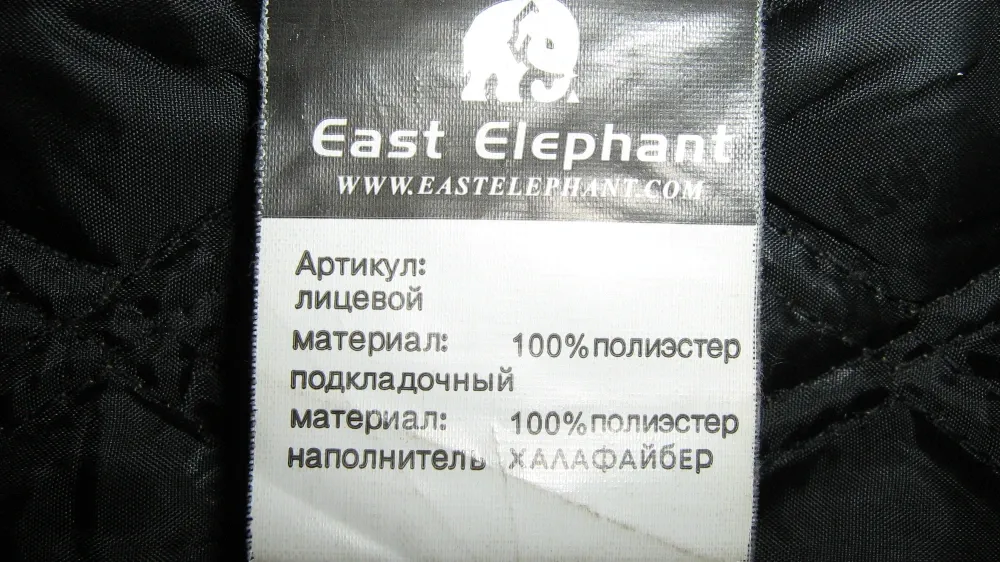 East Elephant
WWW.EASTELEPHANT.COM
Артикул:
лицевой
материал: 100%полиэстер
подкладочный
материал: 100%полиэстер
наполнитель ХАЛАФАЙБЕР